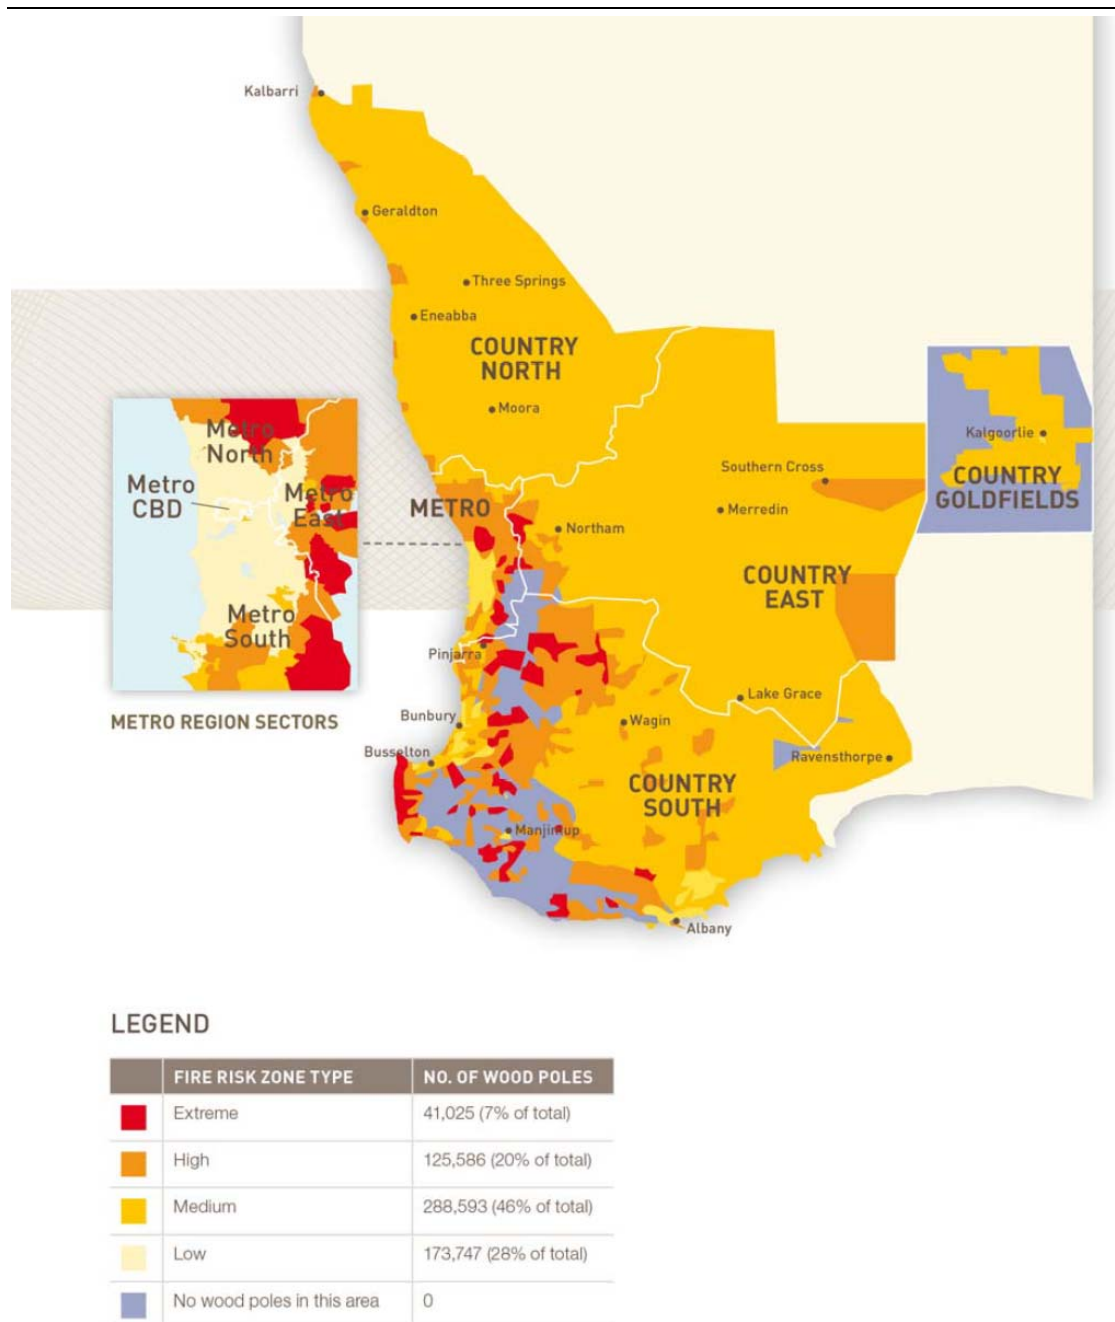 Kalbarri
Geraldton
Three Springs
Eneabba
COUNTRY
NORTH
Moora
Metro
North
Metro
CBD
Metro
East
Metro
South
METRO REGION SECTORS
METRO
Northam
Southern Cross
Merredin
Kalgoorlie
COUNTRY
GOLDFIELDS
COUNTRY
EAST
Pinjarra
Lake Grace
Bunbury
Wagin
Busselton
Ravensthorpe
COUNTRY
SOUTH
Manjimup
Albany
LEGEND
FIRE RISK ZONE TYPE NO. OF WOOD POLES
Extreme 41,025 (7% of total)
High 125,586 (20% of total)
Medium 288,593 (46% of total)
Low 173,747 (28% of total)
No wood poles in this area 0